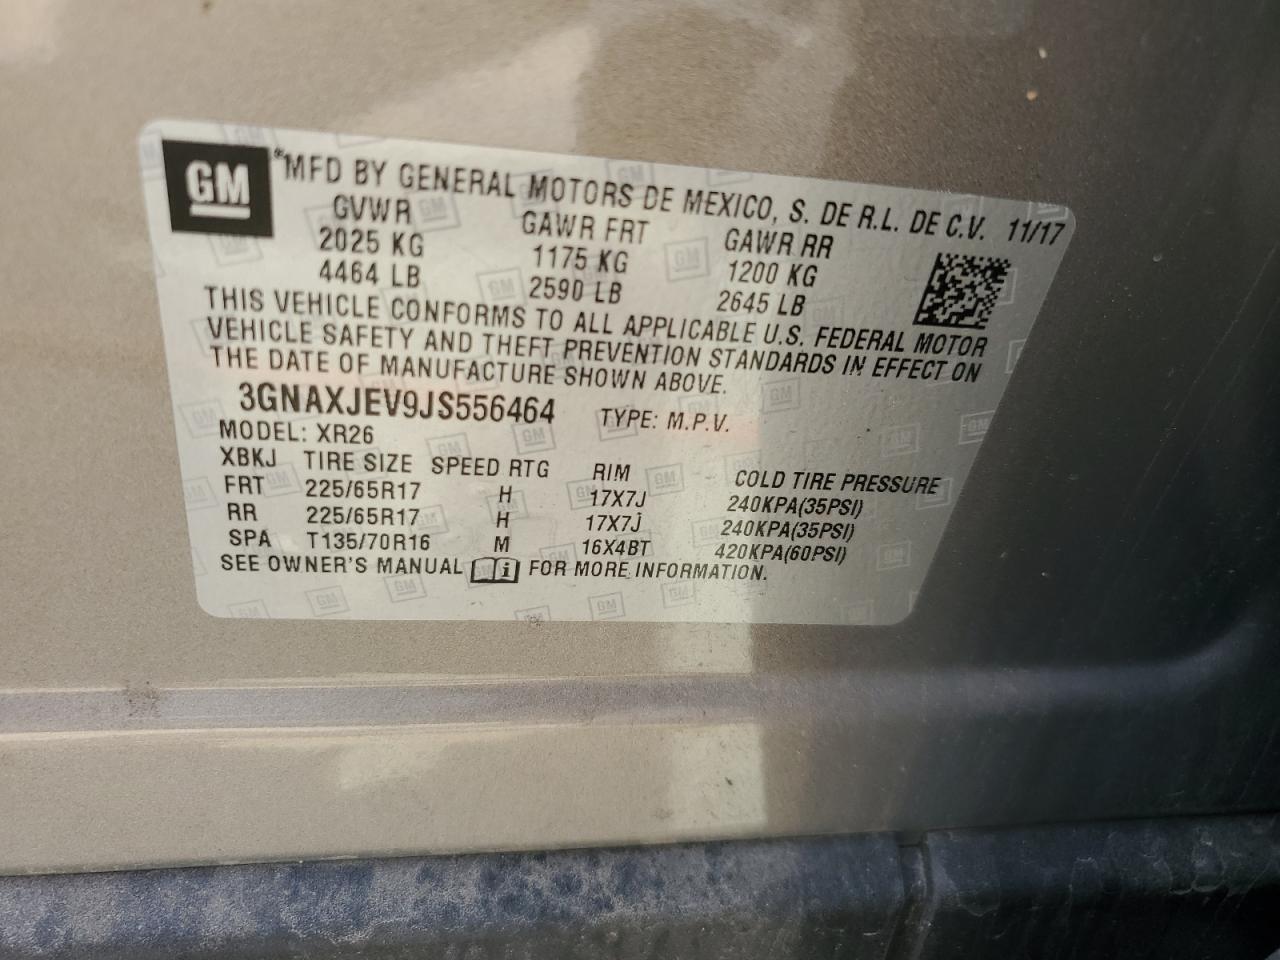 GM
*MFD BY GENERAL MOTORS DE MEXICO, S. DE R.L. DE C.V. 11/17
GVWR GAWR FRT GAWR RR
2025 KG 1175 KG 1200 KG
4464 LB 2590 LB 2645 LB
THIS VEHICLE CONFORMS TO ALL APPLICABLE U.S. FEDERAL MOTOR
VEHICLE SAFETY AND THEFT PREVENTION STANDARDS IN EFFECT ON
THE DATE OF MANUFACTURE SHOWN ABOVE.
3GNAXJEV9JS556464 TYPE: M.P.V.
MODEL: XR26
XBKJ TIRE SIZE SPEED RTG RIM COLD TIRE PRESSURE
FRT 225/65R17 H 17X7J 240KPA(35PSI)
RR 225/65R17 H 17X7J 240KPA(35PSI)
SPA T135/70R16 M 16X4BT 420KPA(60PSI)
SEE OWNER'S MANUAL i FOR MORE INFORMATION.